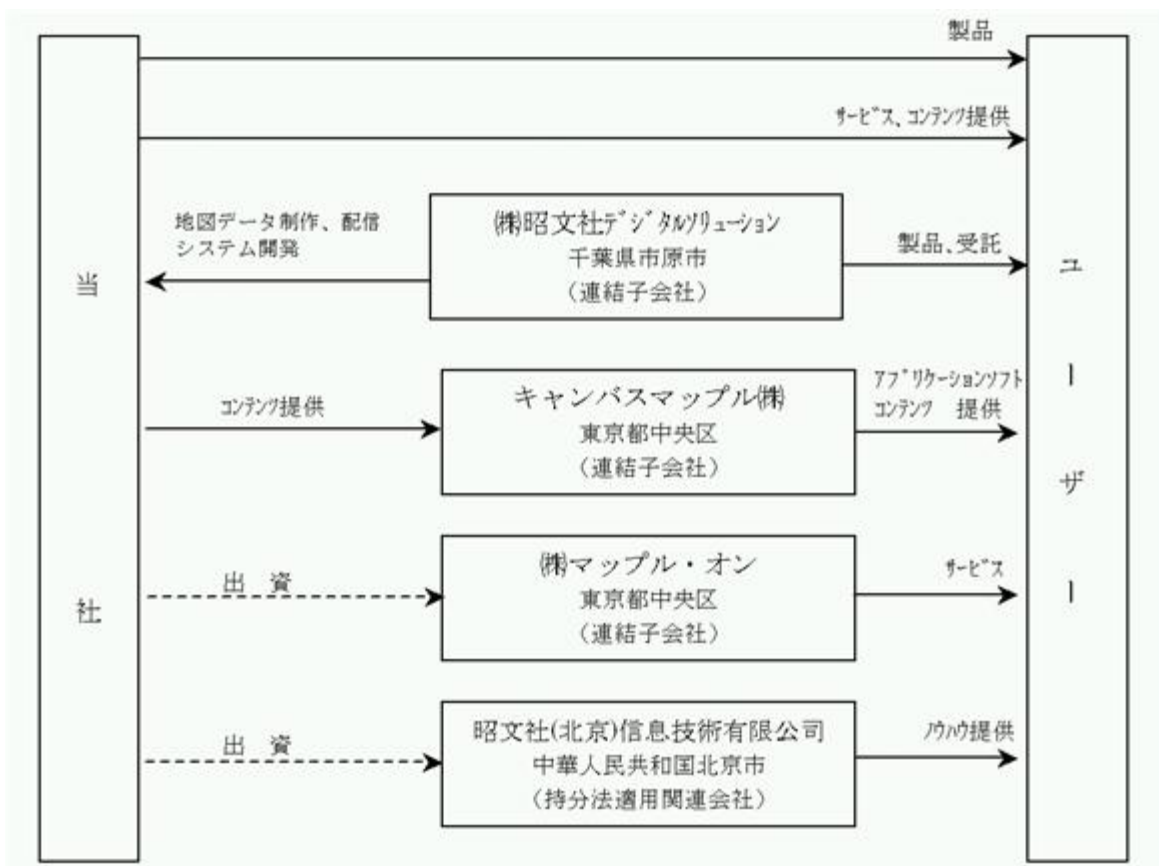 製品
サービス、コンテンツ提供
地図データ制作、配信
システム開発
㈱昭文社デジタルソリューション
千葉県市原市
（連結子会社）
製品、受託
当社
ユーザー
コンテンツ提供
キャンバスマップル㈱
東京都中央区
（連結子会社）
アプリケーションソフト
コンテンツ　提供
出　資
㈱マップル・オン
東京都中央区
（連結子会社）
サービス
出　資
昭文社(北京)信息技術有限公司
中華人民共和国北京市
（持分法適用関連会社）
ノウハウ提供